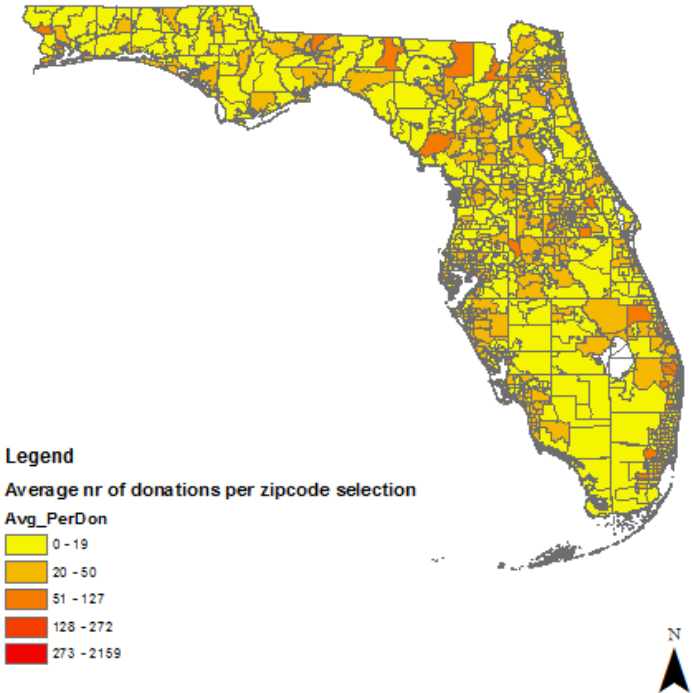 Legend
Average nr of donations per zipcode selection
Avg_PerDon
0 - 19
20 - 50
51 - 127
128 - 272
273 - 2159
N